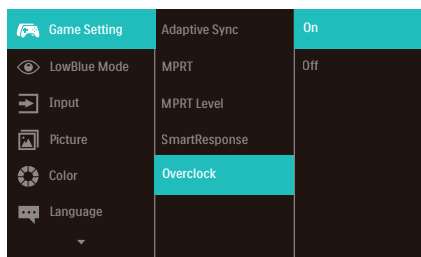 Game Setting
LowBlue Mode
Input
Picture
Color
Language
Adaptive Sync
MPRT
MPRT Level
SmartResponse
Overclock
On
Off